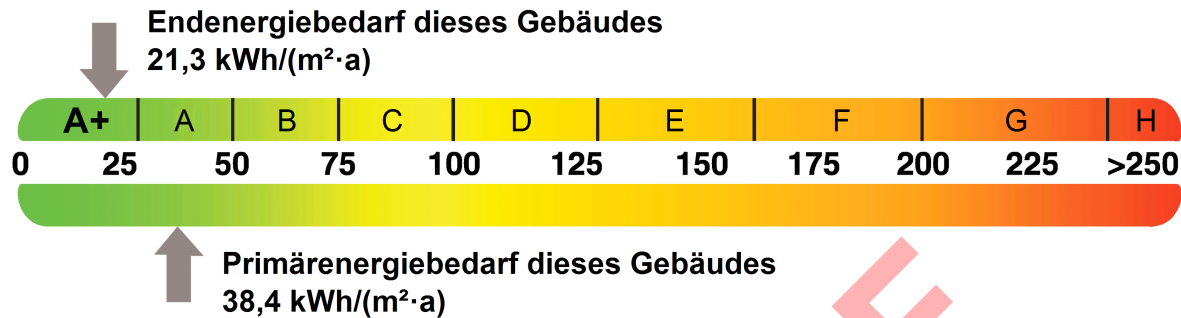 Endenergiebedarf dieses Gebäudes
21,3 kWh/(m²·a)
A+ A B C D E F G H
0 25 50 75 100 125 150 175 200 225 >250
Primärenergiebedarf dieses Gebäudes
38,4 kWh/(m²·a)